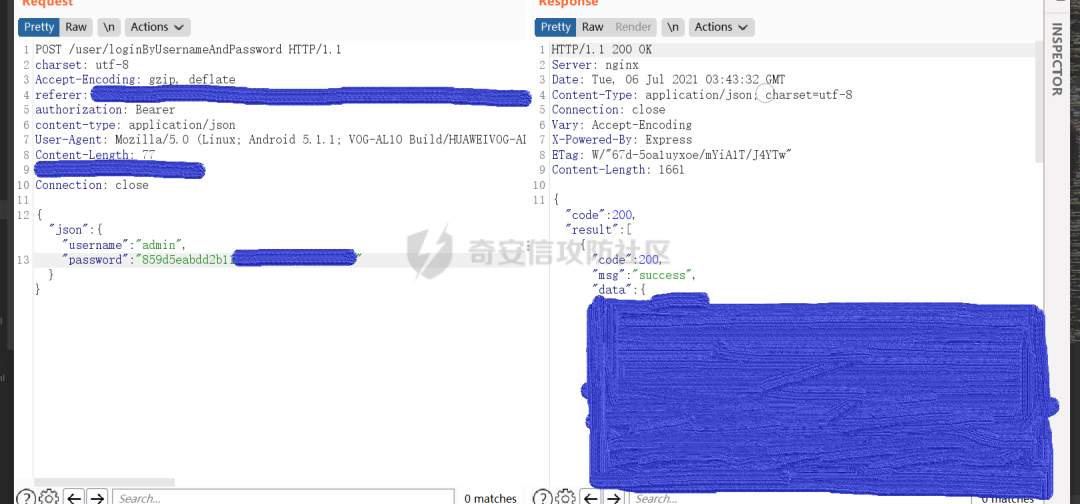 Request
Pretty Raw \n Actions
1 POST /user/loginByUsernameAndPassword HTTP/1.1
2 charset: utf-8
3 Accept-Encoding: gzip, deflate
4 referer:
5 authorization: Bearer
6 content-type: application/json
7 User-Agent: Mozilla/5.0 (Linux; Android 5.1.1; VOG-AL10 Build/HUAWEIVOG-AL
8 Content-Length: 77
9
10 Connection: close
11
12 {
"json":{
"username":"admin",
13 "password":"859d5eabdd2b11 "
}
}
Search...
0 matches
Response
Pretty Raw Render \n Actions
1 HTTP/1.1 200 OK
2 Server: nginx
3 Date: Tue, 06 Jul 2021 03:43:32 GMT
4 Content-Type: application/json; charset=utf-8
5 Connection: close
6 Vary: Accept-Encoding
7 X-Powered-By: Express
8 ETag: W/"67d-5oaluyxoe/mYiA1T/J4YTw"
9 Content-Length: 1661
10
11 {
"code":200,
"result":[
{
"code":200,
"msg":"success",
"data":{
Search...
0 matches
INSPECTOR
奇安信攻防社区